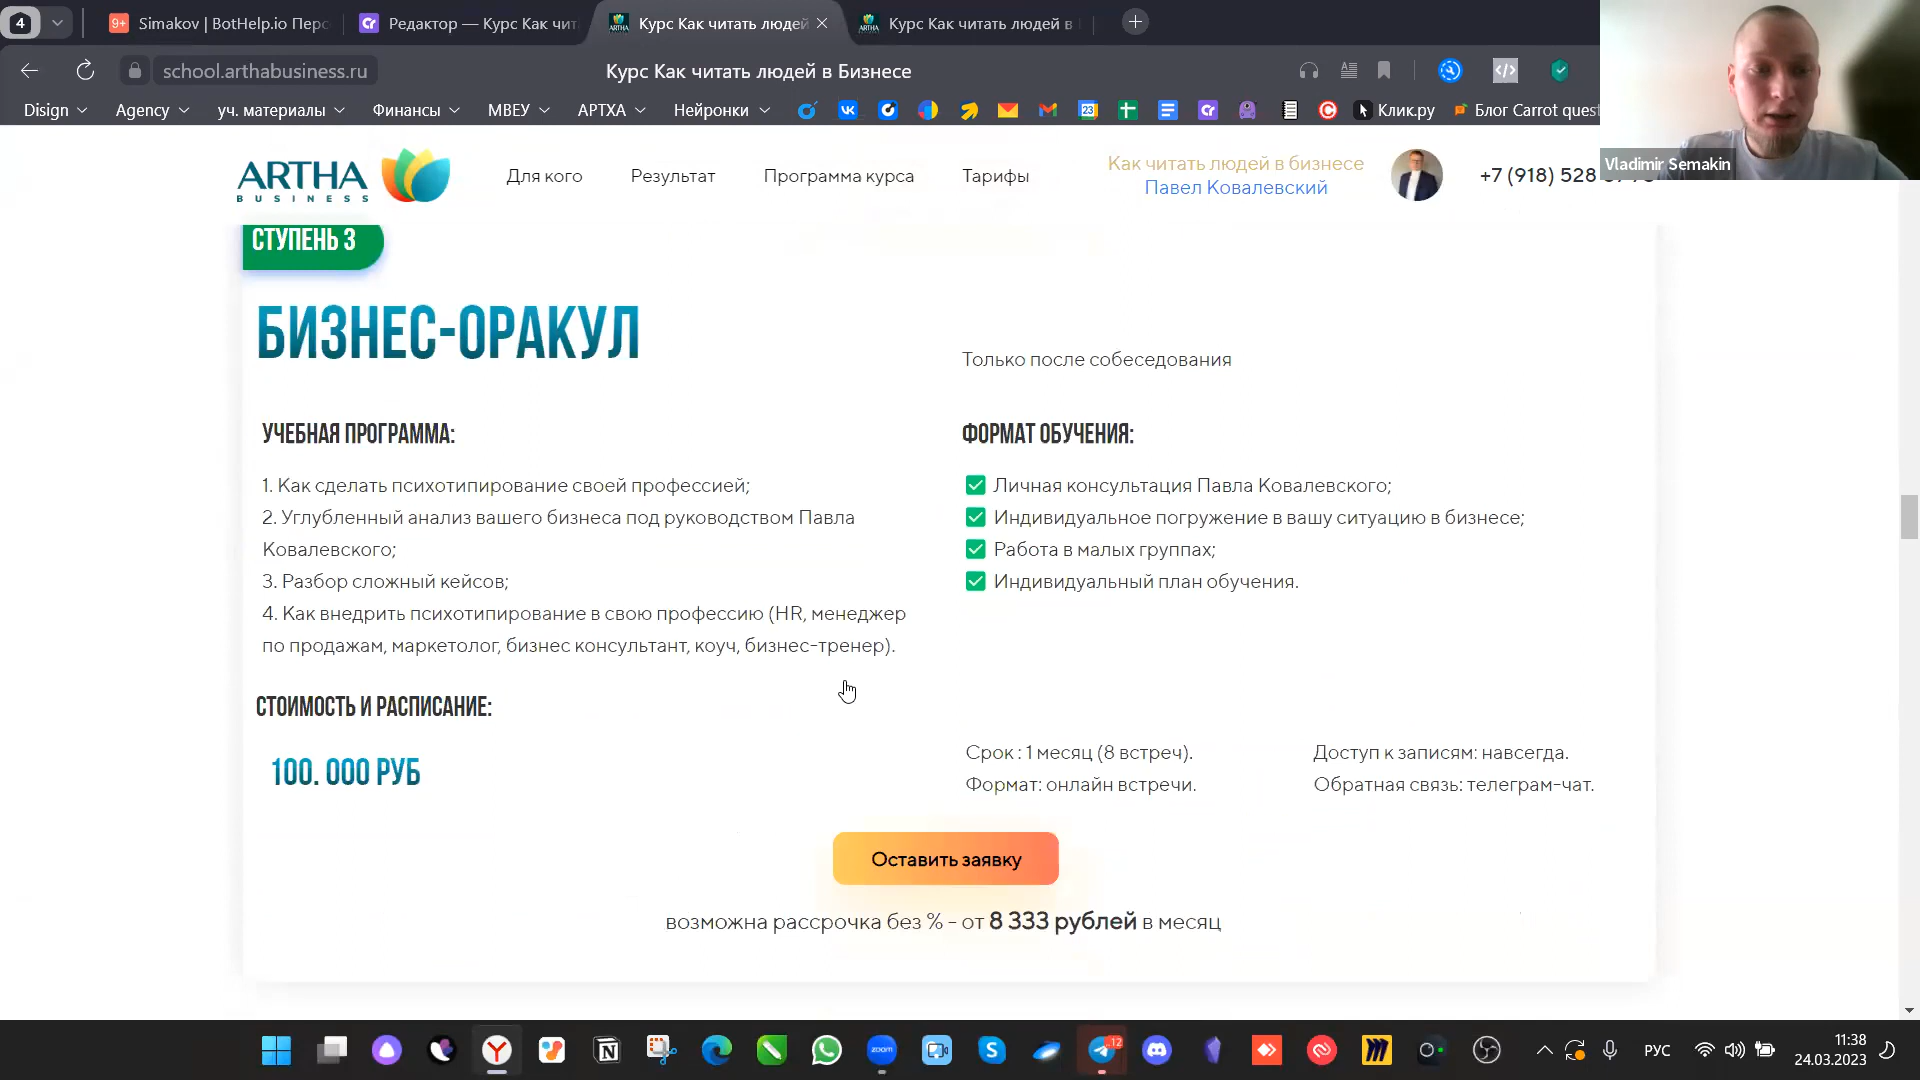 4
9+ Simakov | BotHelp.io Перс
Редактор — Курс Как чит
Курс Как читать людей
Курс Как читать людей в
school.arthabusiness.ru
Курс Как читать людей в Бизнесе
Disign Agency уч. материалы Финансы МВЕУ АРТХА Нейронки 23 Клик.ру Блог Carrot quest
Vladimir Semakin
ARTHA
BUSINESS
Для кого Результат Программа курса Тарифы
Как читать людей в бизнесе
Павел Ковалевский
+7 (918) 528
СТУПЕНЬ 3
БИЗНЕС-ОРАКУЛ
Только после собеседования
УЧЕБНАЯ ПРОГРАММА:
1. Как сделать психотипирование своей профессией;
2. Углубленный анализ вашего бизнеса под руководством Павла
Ковалевского;
3. Разбор сложный кейсов;
4. Как внедрить психотипирование в свою профессию (HR, менеджер
по продажам, маркетолог, бизнес консультант, коуч, бизнес-тренер).
ФОРМАТ ОБУЧЕНИЯ:
Личная консультация Павла Ковалевского;
Индивидуальное погружение в вашу ситуацию в бизнесе;
Работа в малых группах;
Индивидуальный план обучения.
СТОИМОСТЬ И РАСПИСАНИЕ:
100. 000 РУБ
Срок : 1 месяц (8 встреч).
Формат: онлайн встречи.
Доступ к записям: навсегда.
Обратная связь: телеграм-чат.
Оставить заявку
возможна рассрочка без % - от 8 333 рублей в месяц
zoom
12
РУС
11:38
24.03.2023